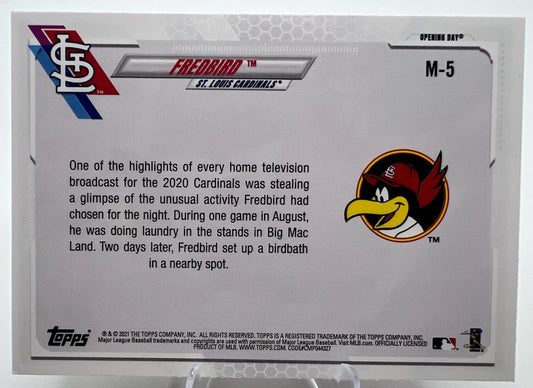 STL
TM
FREDBIRD™
ST. LOUIS CARDINALS®
OPENING DAY®
M-5
One of the highlights of every home television
broadcast for the 2020 Cardinals was stealing
a glimpse of the unusual activity Fredbird had
chosen for the night. During one game in August,
he was doing laundry in the stands in Big Mac
Land. Two days later, Fredbird set up a birdbath
in a nearby spot.
TM
Topps
® & © 2021 THE TOPPS COMPANY, INC. ALL RIGHTS RESERVED. TOPPS IS A REGISTERED TRADEMARK OF THE TOPPS COMPANY, INC.
Major League Baseball trademarks and copyrights are used with permission of Major League Baseball. Visit MLB.com. OFFICIALLY LICENSED
PRODUCT OF MLB. WWW.TOPPS.COM. CODE#CMP044327